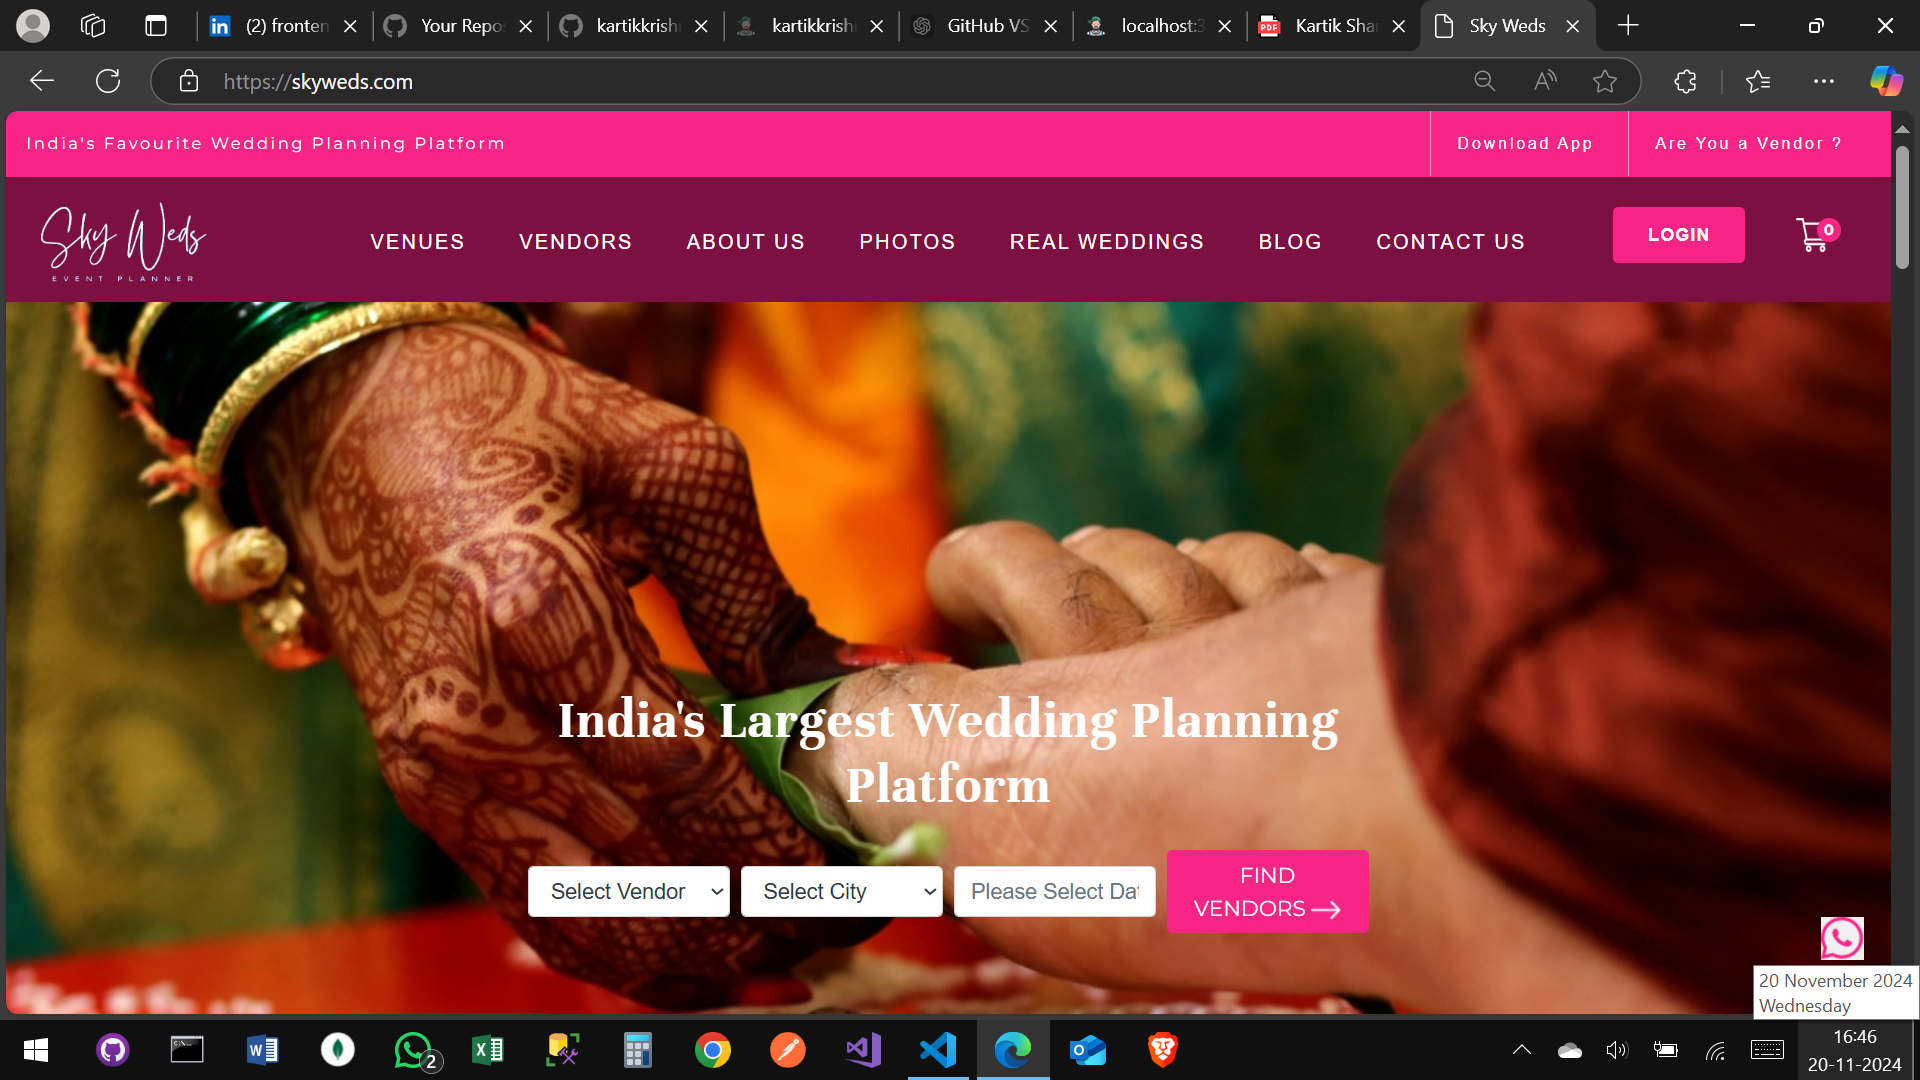 (2) fronten
Your Repos
kartikkrish
kartikkrish
GitHub VS
localhost:3
Kartik Shar
Sky Weds
https://skyweds.com
India's Favourite Wedding Planning Platform
Download App
Are You a Vendor ?
Sky Weds
EVENT PLANNER
VENUES
VENDORS
ABOUT US
PHOTOS
REAL WEDDINGS
BLOG
CONTACT US
LOGIN
0
India's Largest Wedding Planning
Platform
Select Vendor
Select City
Please Select Dat
FIND
VENDORS
20 November 2024
Wednesday
2
16:46
20-11-2024